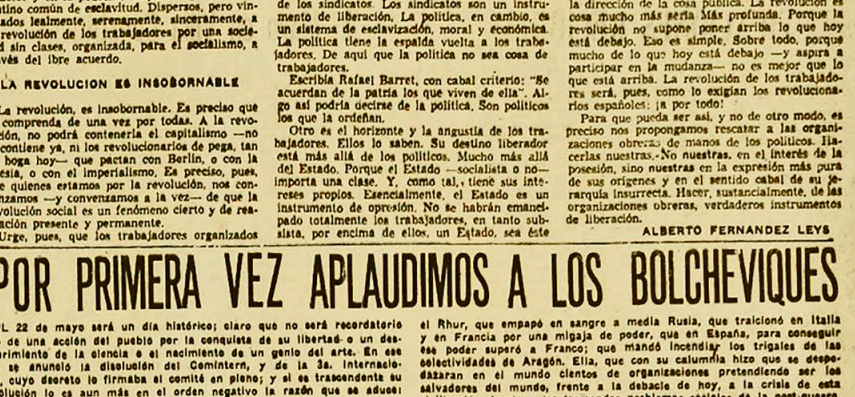 tino común de esclavitud. Dispersos, pero vin-
ados lealmente, serenamente, sinceramente, a
revolución de los trabajadores por una socie-
d sin clases, organizada, para el socialismo, a
avés del libre acuerdo.
LA REVOLUCION ES INSOBORNABLE
La revolución, es insobornable. Es preciso que
comprenda de una vez por todas. A la revo-
ción, no podrá contenerla el capitalismo —no
contiene ya, ni los revolucionarios de pega, tan
boga hoy— que pactan con Berlin, o con la
esia, o con el imperialismo. Es preciso, pues,
e quienes estamos por la revolución, nos con-
nzamos —y convenzamos a la vez— de que la
volución social es un fenómeno cierto y de rea-
ación presente y permanente.
Urge, pues, que los trabajadores organizados
de los sindicatos. Los sindicatos son un instru-
mento de liberación. La política, en cambio, es
un sistema de esclavización, moral y económica.
La política tiene la espalda vuelta a los traba-
jadores. De aquí que la política no sea cosa de
trabajadores.
Escribía Rafael Barret, con cabal criterio: "Se
acuerdan de la patria los que viven de ella". Al-
go así podría decirse de la política. Son políticos
los que la ordeñan.
Otro es el horizonte y la angustia de los tra-
bajadores. Ellos lo saben. Su destino liberador
está más allá de los políticos. Mucho más allá
del Estado. Porque el Estado —socialista o no—
importa una clase. Y, como tal, tiene sus inte-
reses propios. Esencialmente, el Estado es un
instrumento de opresión. No se habrán emanci-
pado totalmente los trabajadores, en tanto sub-
sista, por encima de ellos, un Estado, sea éste
la dirección de la cosa pública. La revolución es
cosa mucho más seria Más profunda. Porque la
revolución no supone poner arriba lo que hoy
está debajo. Eso es simple. Sobre todo, porque
mucho de lo que hoy está debajo —y aspira a
participar en la mudanza— no es mejor que lo
que está arriba. La revolución de los trabajado-
res será, pues, como lo exigían los revoluciona-
rios españoles: ¡a por todo!
Para que pueda ser así, y no de otro modo, es
preciso nos propongamos rescatar a las organi-
zaciones obreras de manos de los políticos. Ha-
cerlas nuestras. No nuestras, en el interés de la
posesión, sino nuestras en la expresión más pura
de sus orígenes y en el sentido cabal de su je-
rarquía insurrecta. Hacer, sustancialmente, de las
organizaciones obreras, verdaderos instrumentos
de liberación.
ALBERTO FERNANDEZ LEYS
POR PRIMERA VEZ APLAUDIMOS A LOS BOLCHEVIQUES
L 22 de mayo será un día histórico; claro que no será recordatorio
de una acción del pueblo por la conquista de su libertad o un des-
rimiento de la ciencia o el nacimiento de un genio del arte. En ese
se anunció la disolución del Comintern, y de la 3a. Internacio-
, cuyo decreto lo firmaba el comité en pleno; y si es trascendente su
olución lo es aun más en el orden negativo la razón que se aduce:
el Rhur, que empapó en sangre a media Rusia, que traicionó en Italia
y en Francia por una migaja de poder, que en España, para conseguir
ese poder superó a Franco; que mandó incendiar los trigales de las
colectividades de Aragón. Ella, que con su calumnia hizo que se despe-
dazaran en el mundo cientos de organizaciones pretendiendo ser los
salvadores del mundo, frente a la debacle de hoy, a la crisis de esta